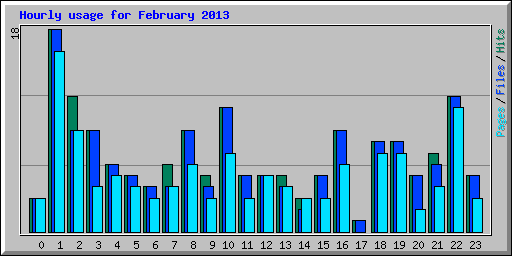 Hourly usage for February 2013
18
Pages/Files/Hits
0 1 2 3 4 5 6 7 8 9 10 11 12 13 14 15 16 17 18 19 20 21 22 23